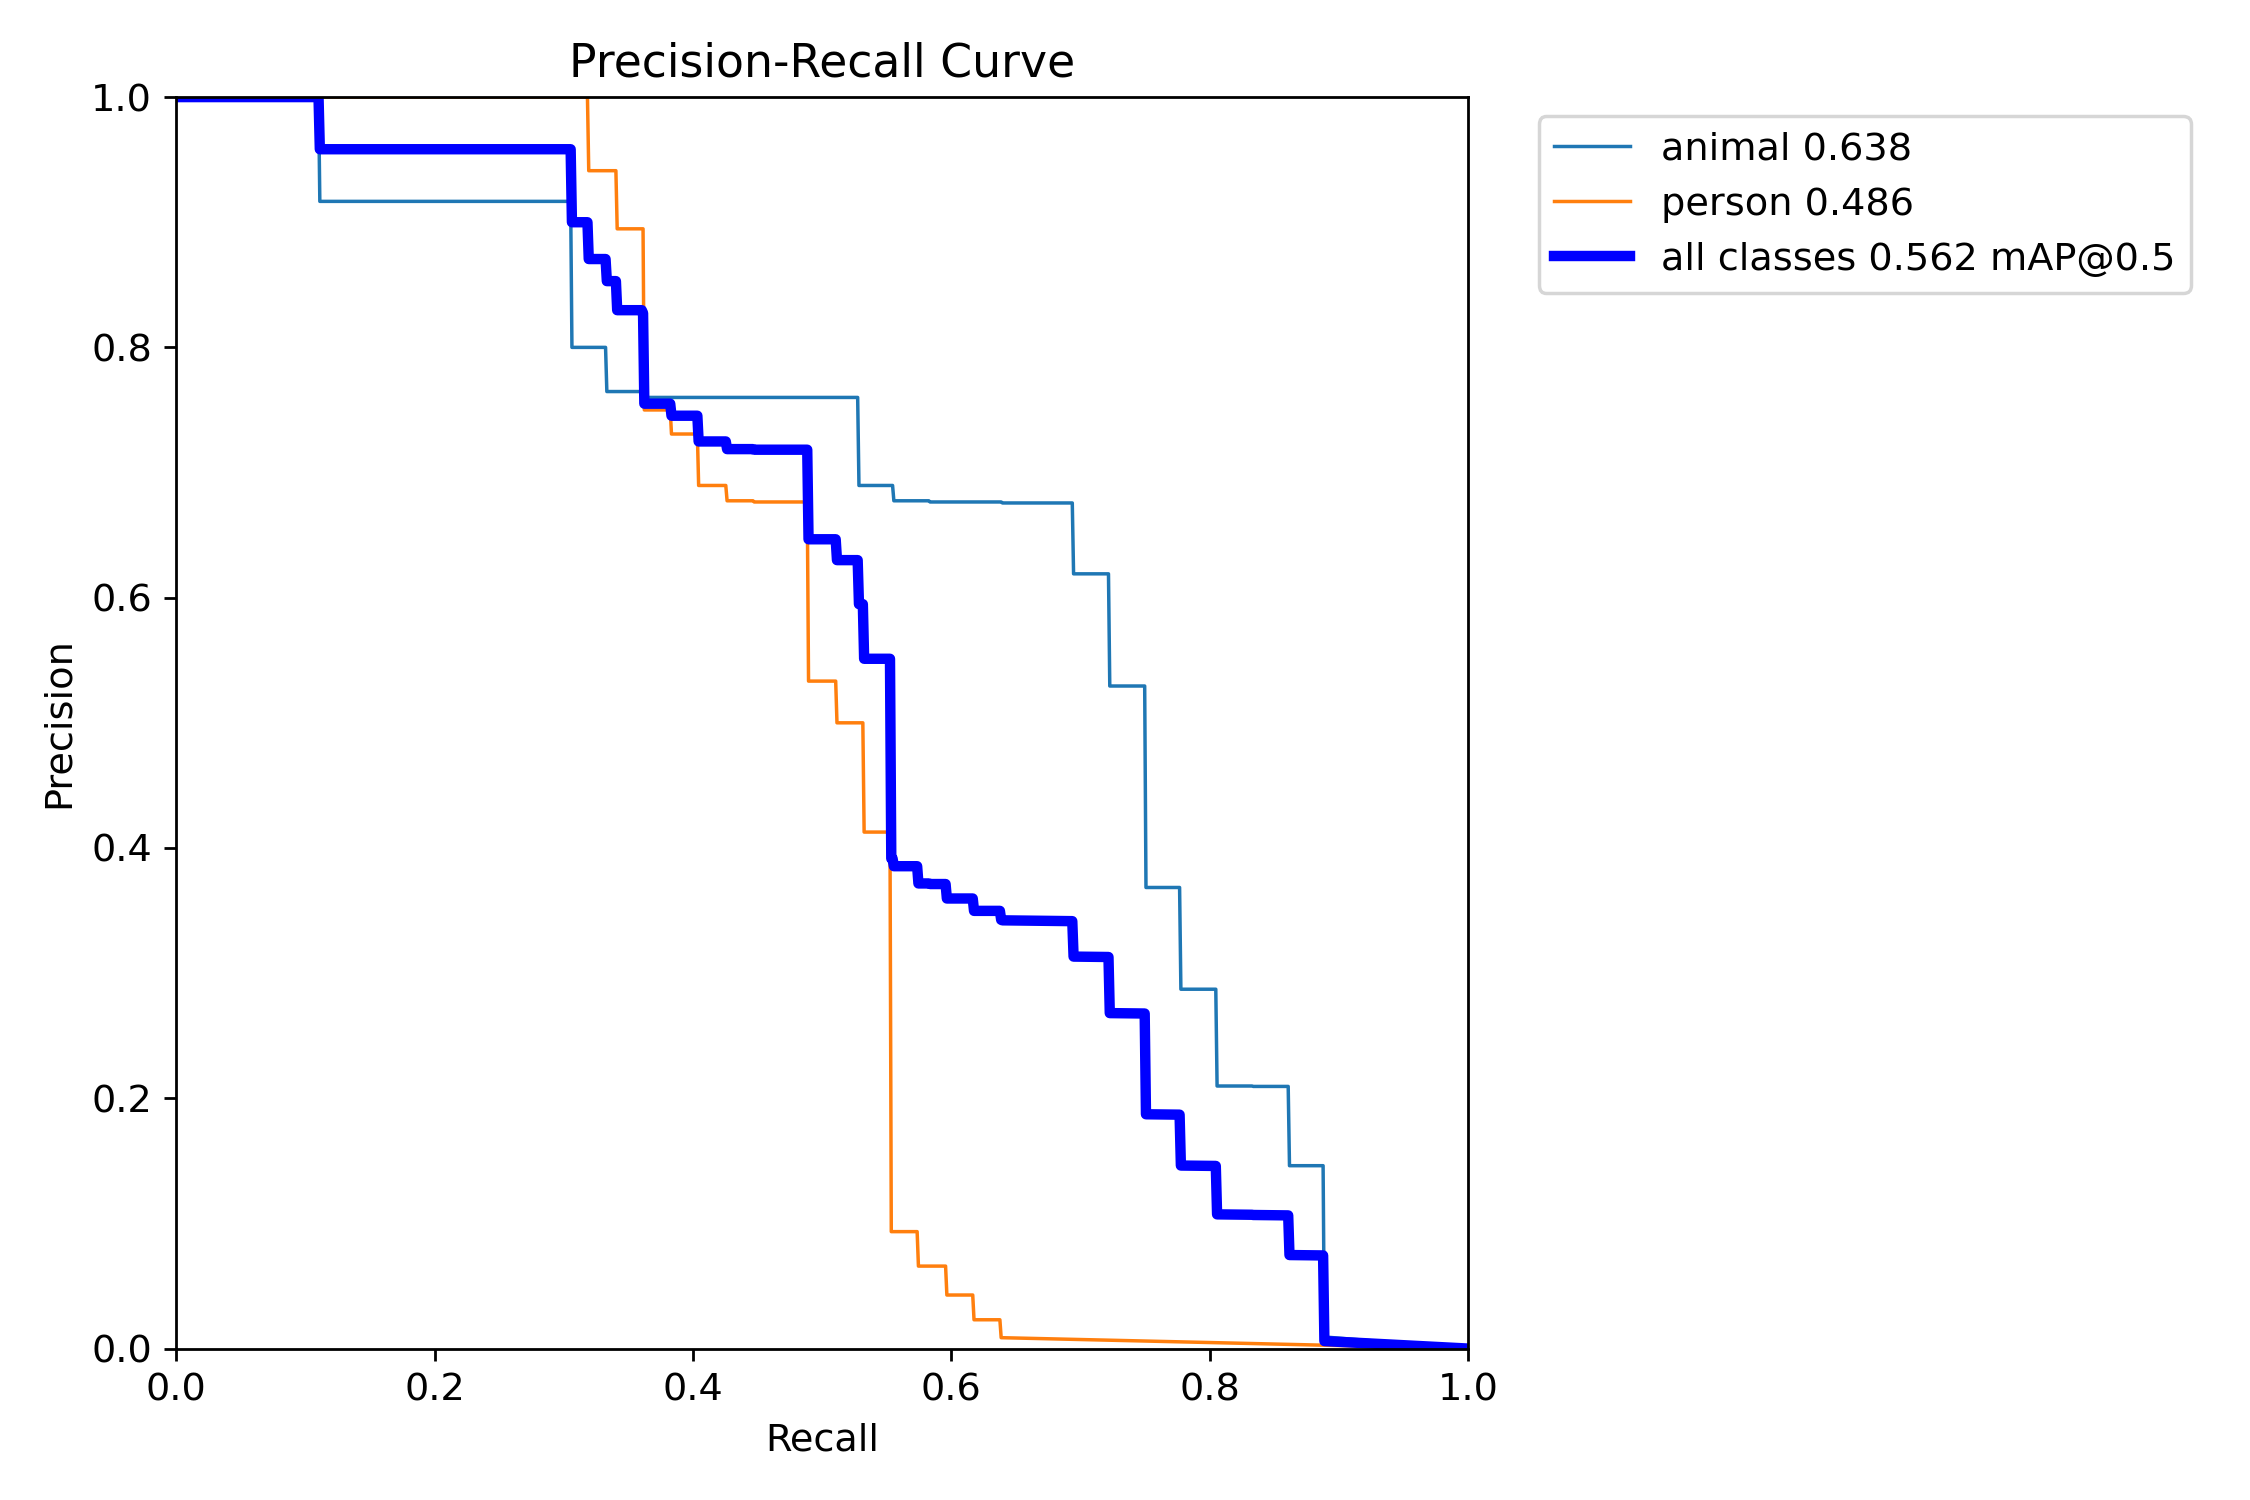 Precision-Recall Curve
animal 0.638
person 0.486
all classes 0.562 mAP@0.5
Precision
1.0
0.8
0.6
0.4
0.2
0.0
0.0 0.2 0.4 0.6 0.8 1.0
Recall